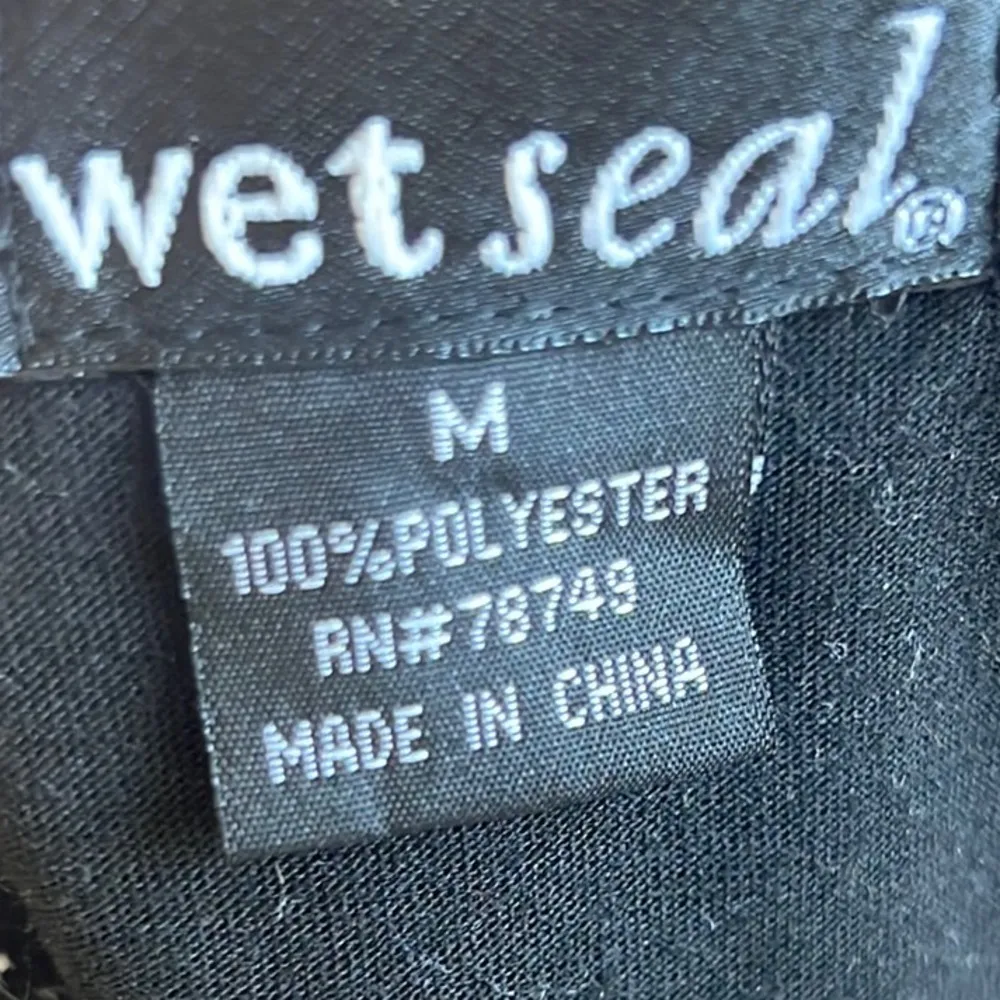 wet seal®
M
100%POLYESTER
RN#78749
MADE IN CHINA